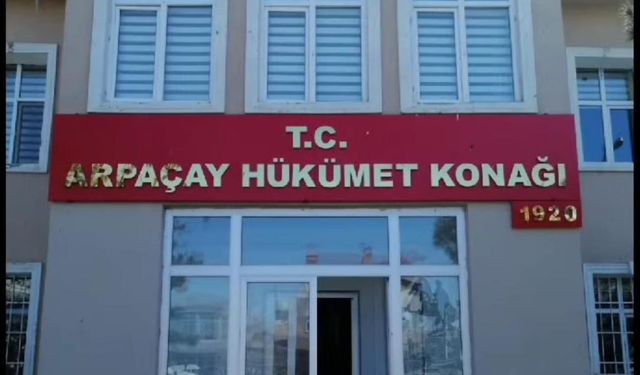 T.C.
ARPAÇAY HÜKÜMET KONAĞI
1920